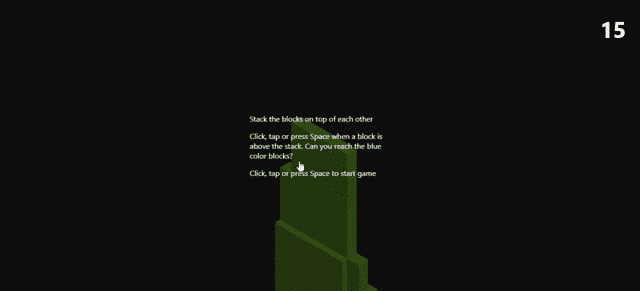 15
Stack the blocks on top of each other
Click, tap or press Space when a block is
above the stack. Can you reach the blue
color blocks?
Click, tap or press Space to start game